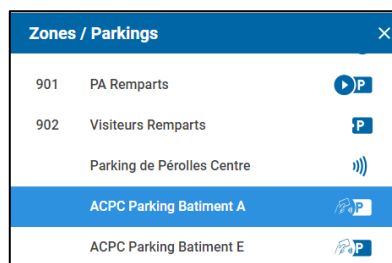 Zones / Parkings ×
901 PA Remparts P
902 Visiteurs Remparts P
Parking de Pérolles Centre
ACPC Parking Batiment A P
ACPC Parking Batiment E P